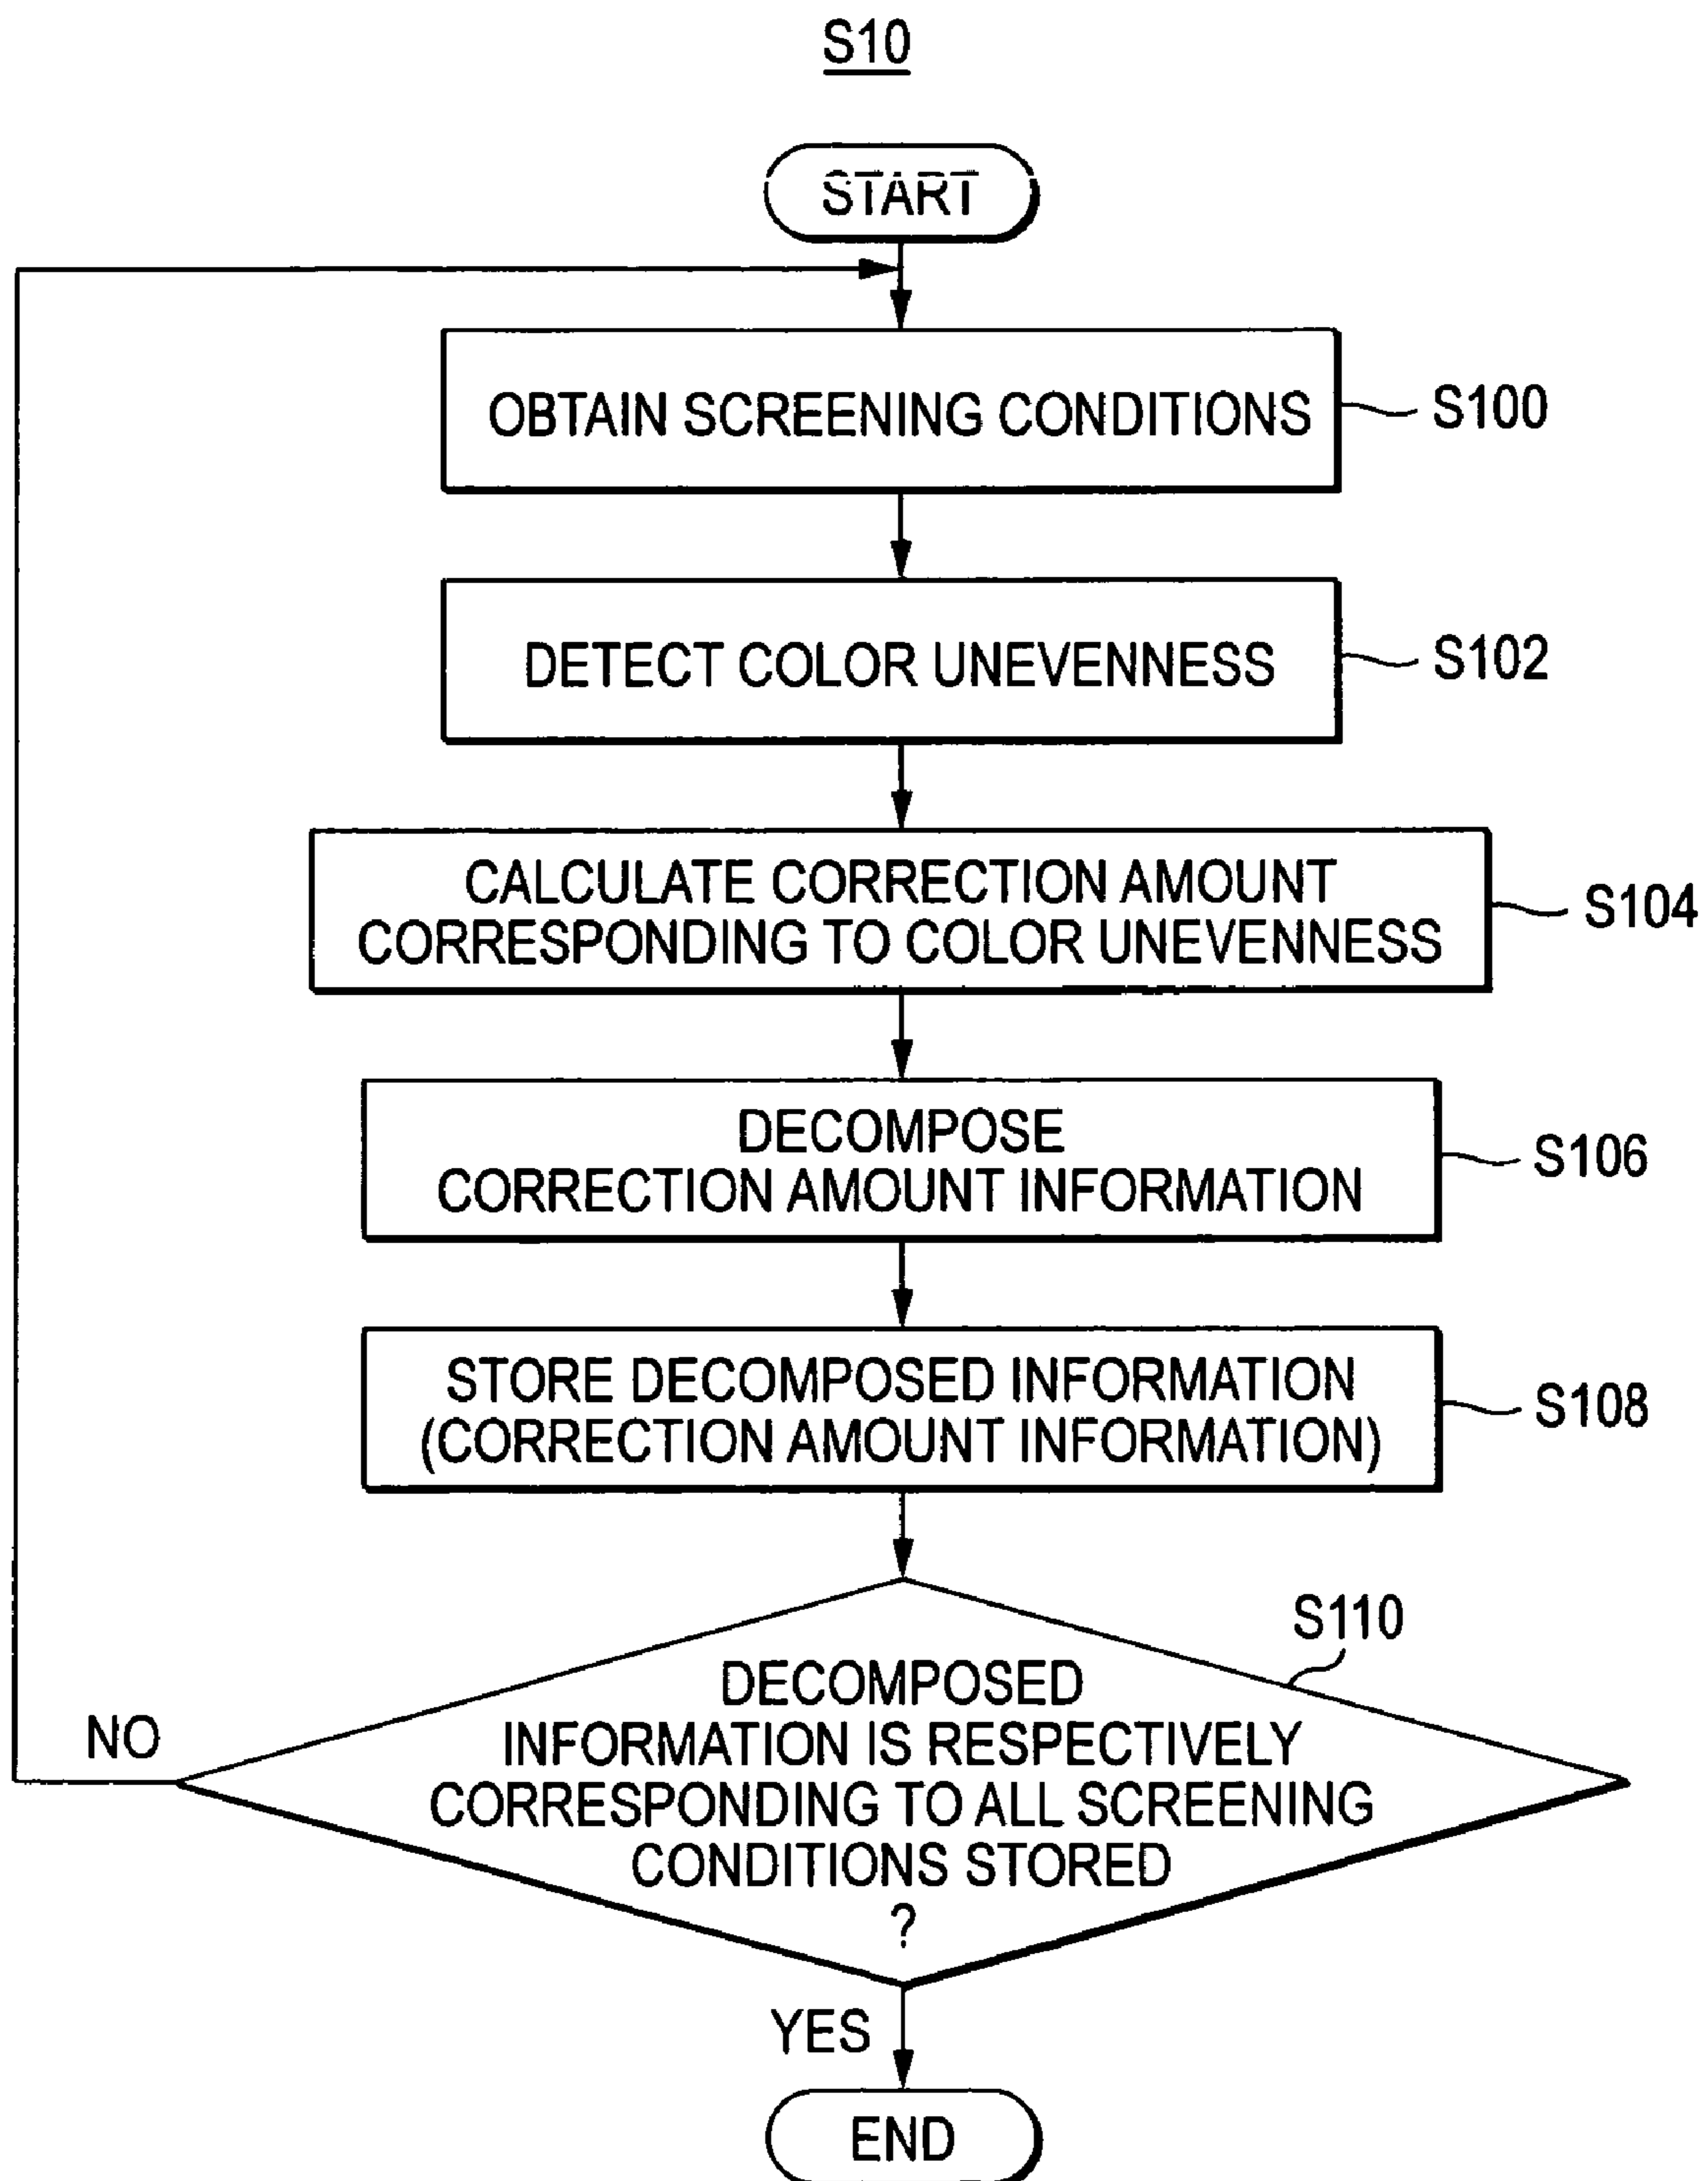 S10
START
OBTAIN SCREENING CONDITIONS
S100
DETECT COLOR UNEVENNESS
S102
CALCULATE CORRECTION AMOUNT
CORRESPONDING TO COLOR UNEVENNESS
S104
DECOMPOSE
CORRECTION AMOUNT INFORMATION
S106
STORE DECOMPOSED INFORMATION
(CORRECTION AMOUNT INFORMATION)
S108
S110
DECOMPOSED
INFORMATION IS RESPECTIVELY
CORRESPONDING TO ALL SCREENING
CONDITIONS STORED
?
NO
YES
END